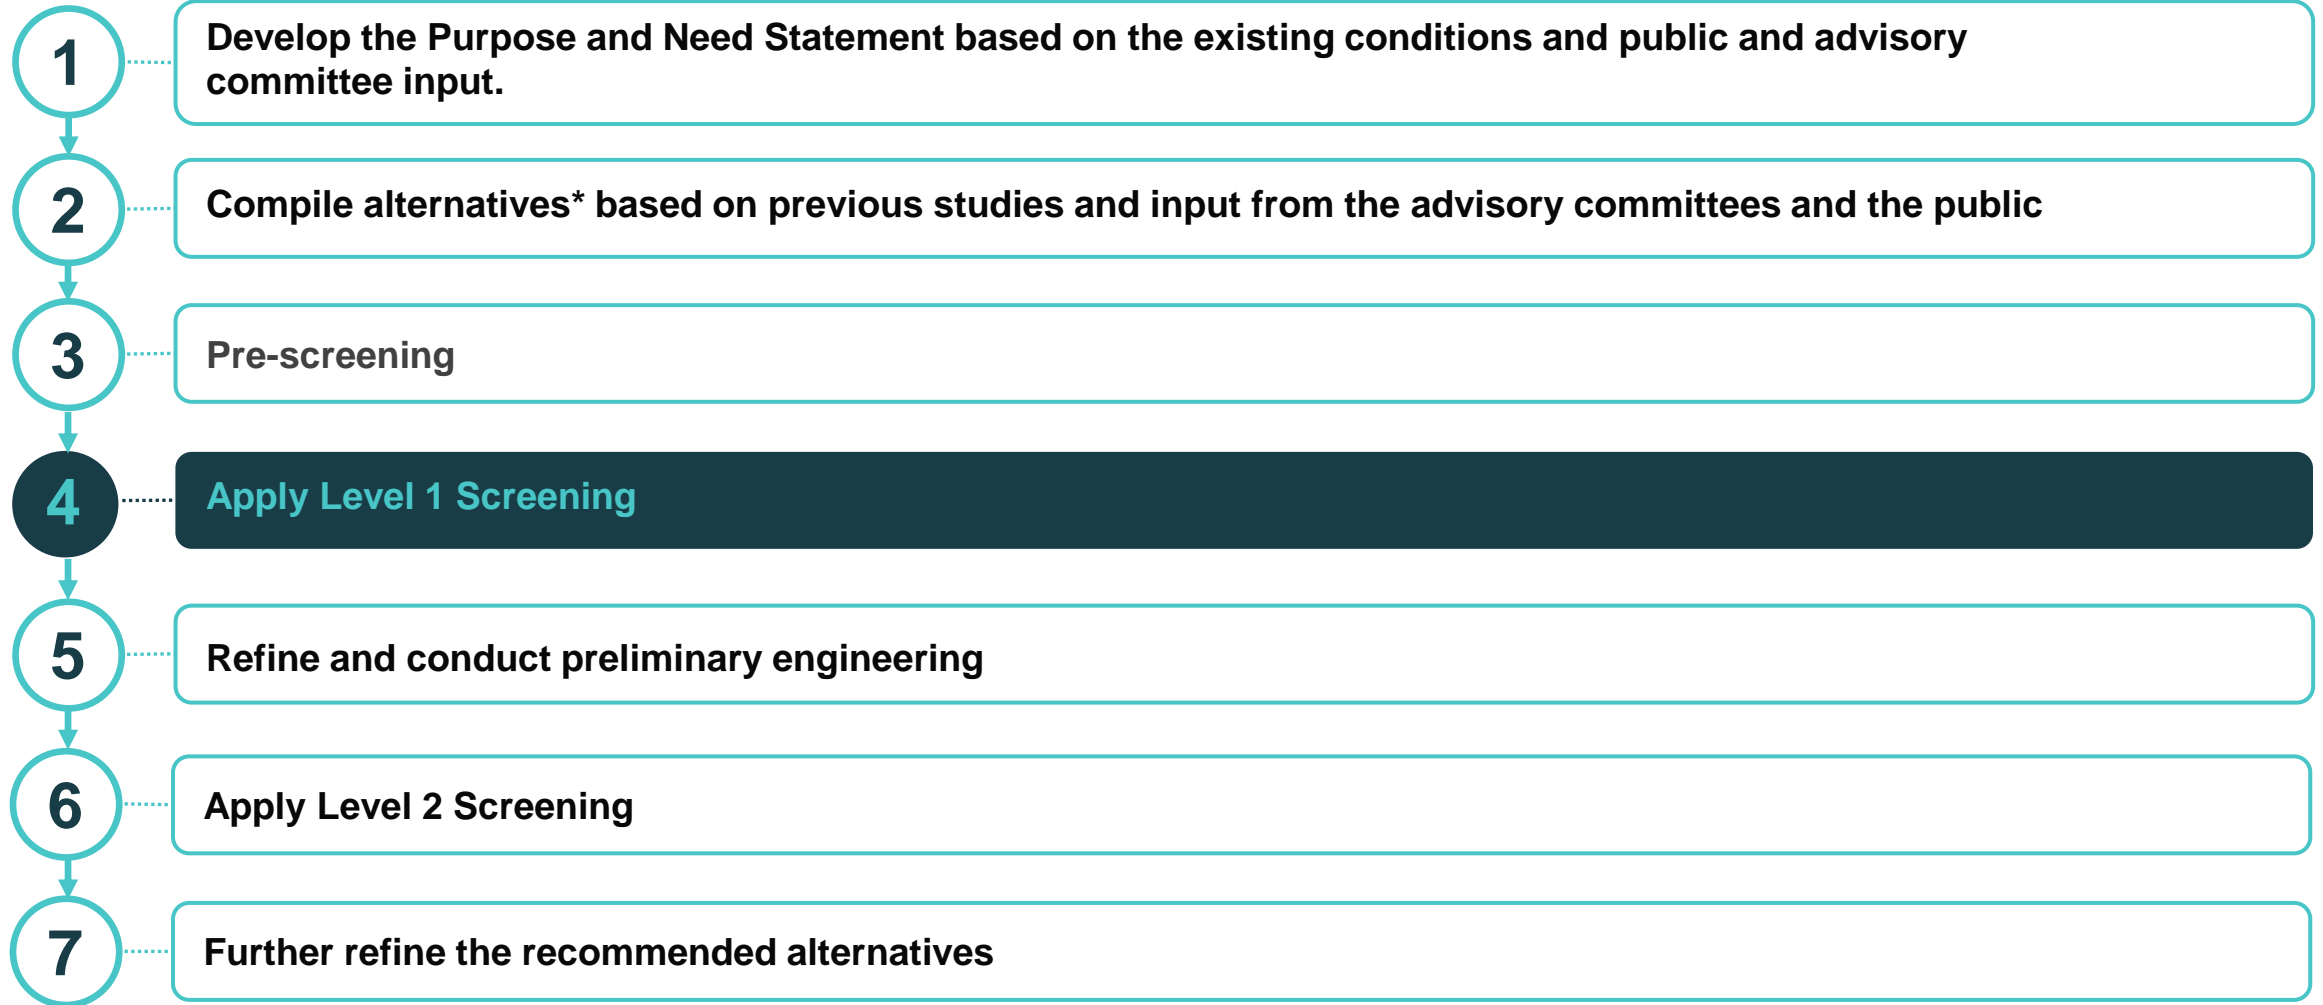 1
Develop the Purpose and Need Statement based on the existing conditions and public and advisory
committee input.
2
Compile alternatives* based on previous studies and input from the advisory committees and the public
3
Pre-screening
4
Apply Level 1 Screening
5
Refine and conduct preliminary engineering
6
Apply Level 2 Screening
7
Further refine the recommended alternatives